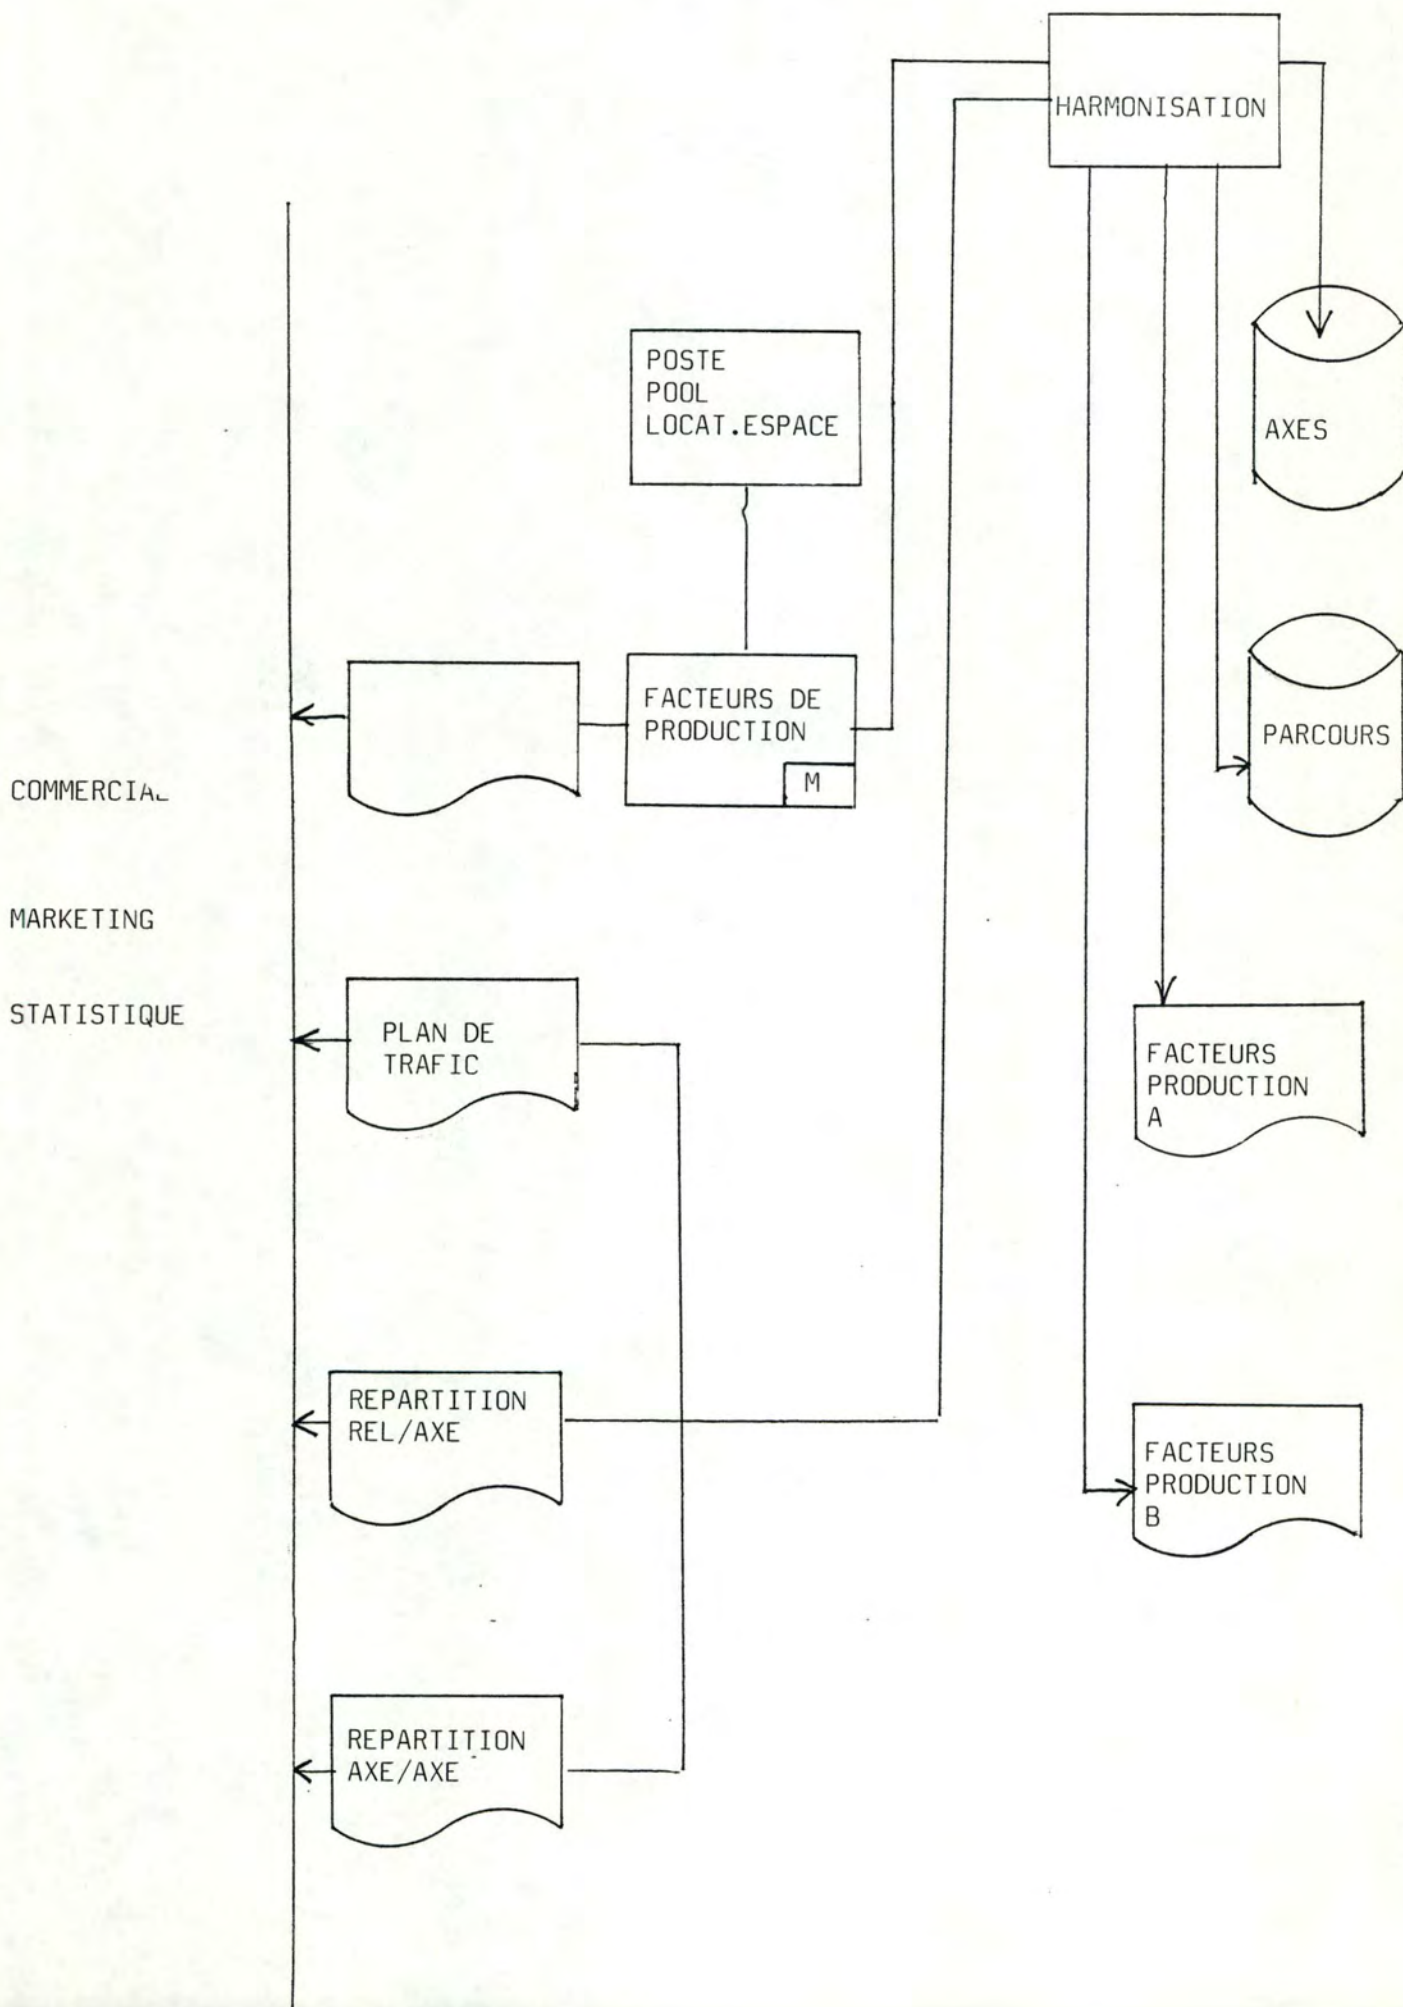 HARMONISATION
POSTE
POOL
LOCAT.ESPACE
AXES
FACTEURS DE
PRODUCTION
M
PARCOURS
COMMERCIAL
MARKETING
STATISTIQUE
PLAN DE
TRAFIC
FACTEURS
PRODUCTION
A
REPARTITION
REL/AXE
FACTEURS
PRODUCTION
B
REPARTITION
AXE/AXE